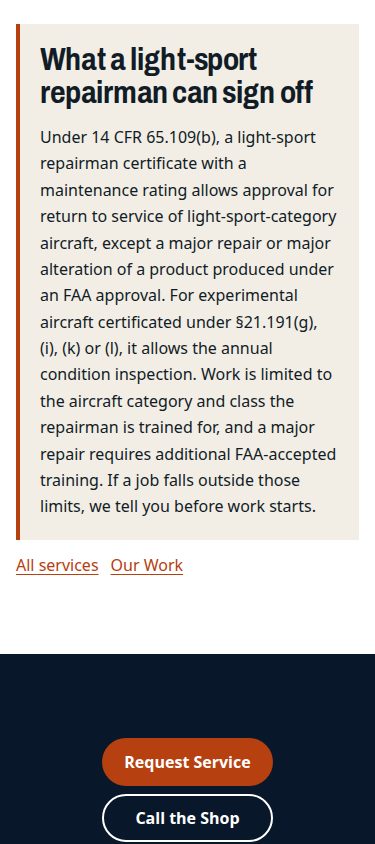 What a light-sport
repairman can sign off
Under 14 CFR 65.109(b), a light-sport
repairman certificate with a
maintenance rating allows approval for
return to service of light-sport-category
aircraft, except a major repair or major
alteration of a product produced under
an FAA approval. For experimental
aircraft certificated under §21.191(g),
(i), (k) or (l), it allows the annual
condition inspection. Work is limited to
the aircraft category and class the
repairman is trained for, and a major
repair requires additional FAA-accepted
training. If a job falls outside those
limits, we tell you before work starts.
All services Our Work
Request Service
Call the Shop